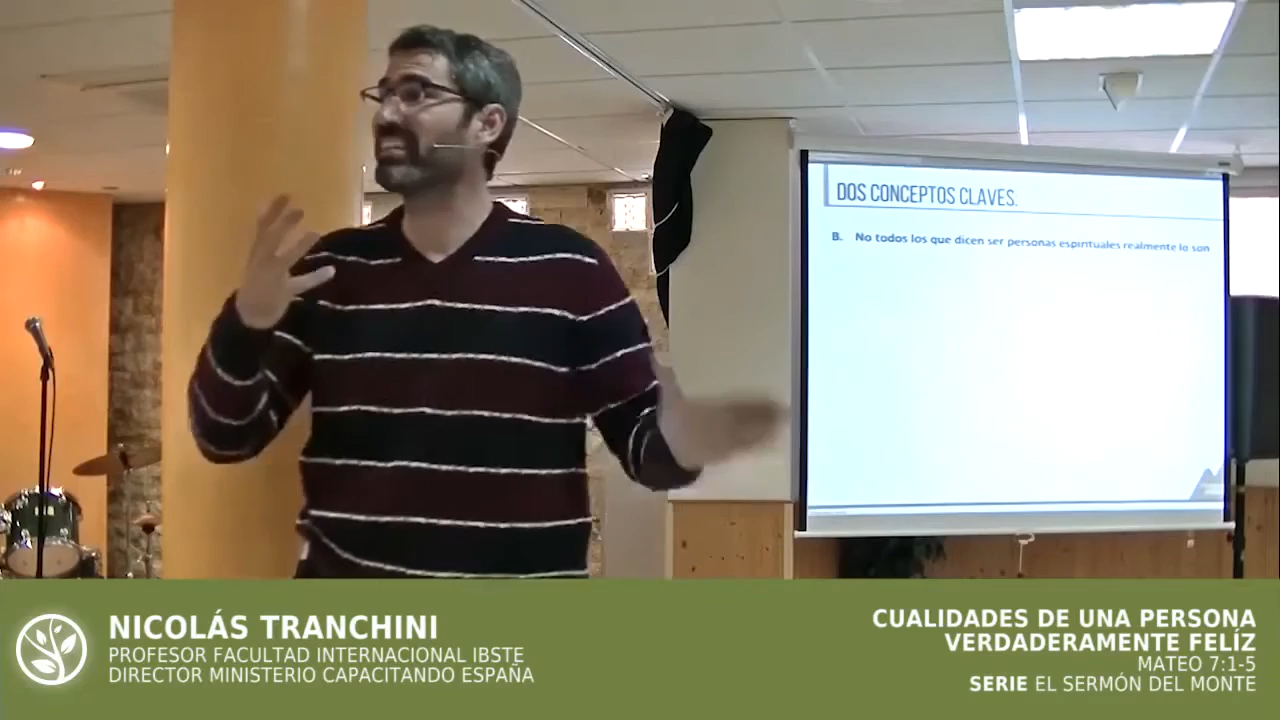 DOS CONCEPTOS CLAVES.
B. No todos los que dicen ser personas espirituales realmente lo son
NICOLÁS TRANCHINI
PROFESOR FACULTAD INTERNACIONAL IBSTE
DIRECTOR MINISTERIO CAPACITANDO ESPAÑA
CUALIDADES DE UNA PERSONA
VERDADERAMENTE FELÍZ
MATEO 7:1-5
SERIE EL SERMÓN DEL MONTE